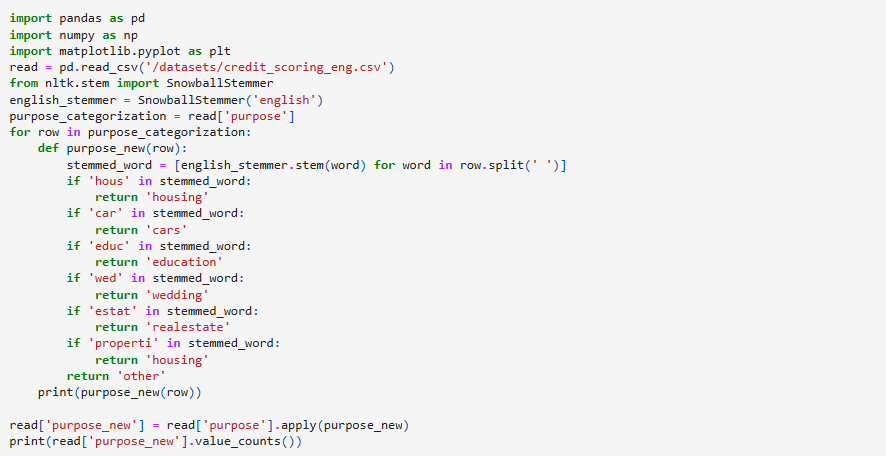 import pandas as pd
import numpy as np
import matplotlib.pyplot as plt
read = pd.read_csv('/datasets/credit_scoring_eng.csv')
from nltk.stem import SnowballStemmer
english_stemmer = SnowballStemmer('english')
purpose_categorization = read['purpose']
for row in purpose_categorization:
    def purpose_new(row):
        stemmed_word = [english_stemmer.stem(word) for word in row.split(' ')]
        if 'hous' in stemmed_word:
            return 'housing'
        if 'car' in stemmed_word:
            return 'cars'
        if 'educ' in stemmed_word:
            return 'education'
        if 'wed' in stemmed_word:
            return 'wedding'
        if 'estat' in stemmed_word:
            return 'realestate'
        if 'properti' in stemmed_word:
            return 'housing'
        return 'other'
    print(purpose_new(row))

read['purpose_new'] = read['purpose'].apply(purpose_new)
print(read['purpose_new'].value_counts())